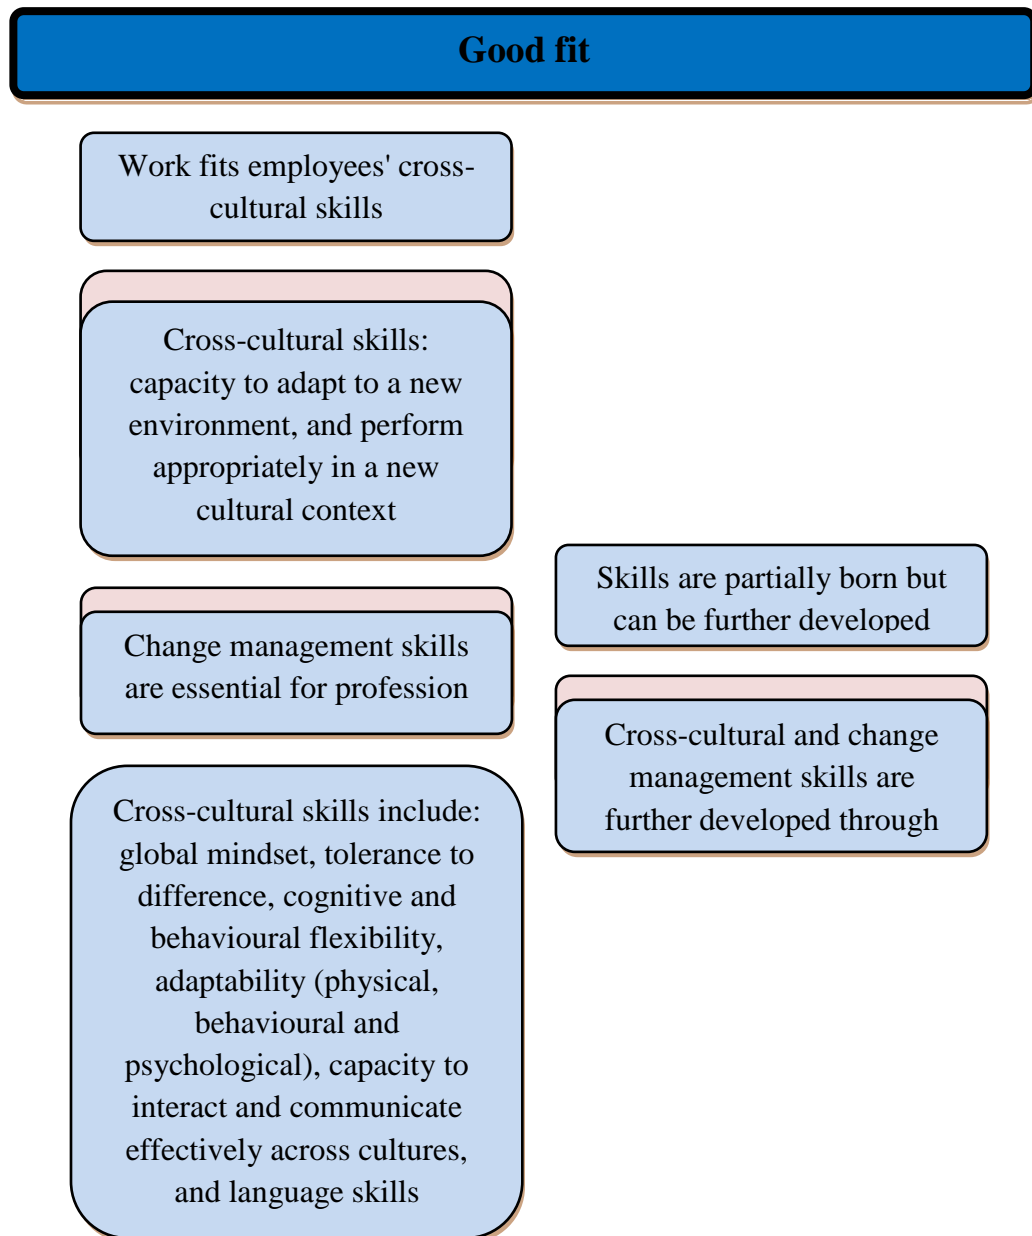 Good fit
Work fits employees' cross-
cultural skills
Cross-cultural skills:
capacity to adapt to a new
environment, and perform
appropriately in a new
cultural context
Change management skills
are essential for profession
Cross-cultural skills include:
global mindset, tolerance to
difference, cognitive and
behavioural flexibility,
adaptability (physical,
behavioural and
psychological), capacity to
interact and communicate
effectively across cultures,
and language skills
Skills are partially born but
can be further developed
Cross-cultural and change
management skills are
further developed through